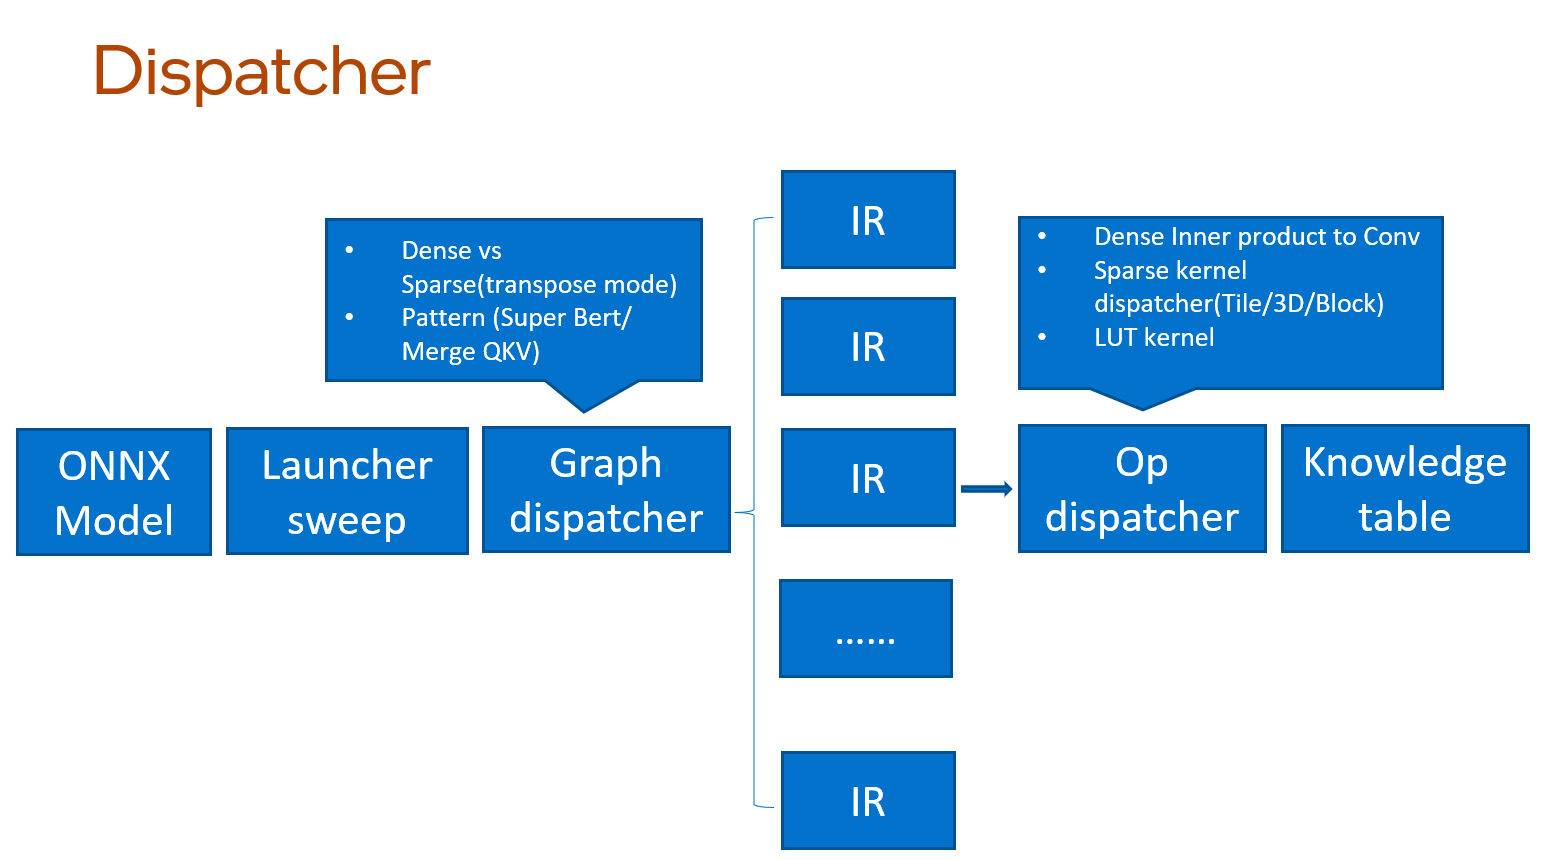 Dispatcher
• Dense vs
Sparse(transpose mode)
• Pattern (Super Bert/
Merge QKV)
ONNX
Model
Launcher
sweep
Graph
dispatcher
IR
IR
IR
......
IR
• Dense Inner product to Conv
• Sparse kernel
dispatcher(Tile/3D/Block)
• LUT kernel
Op
dispatcher
Knowledge
table